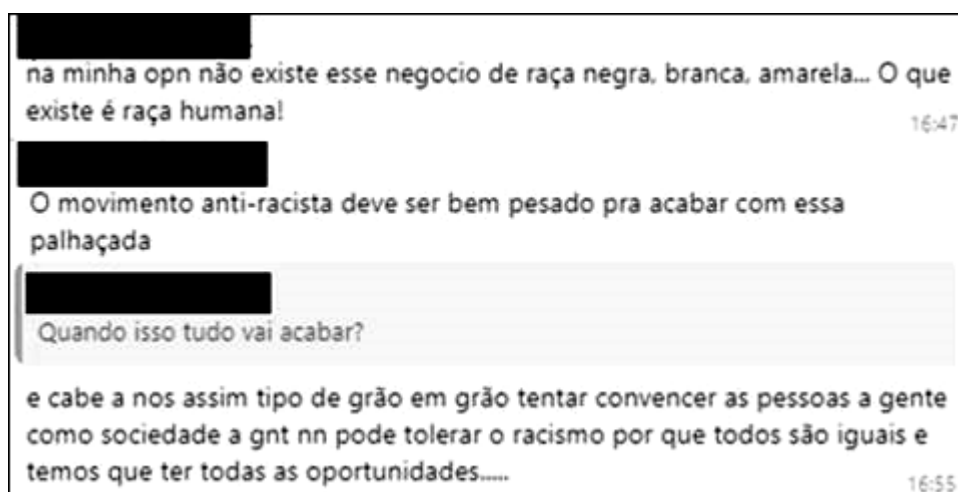 na minha opn não existe esse negocio de raça negra, branca, amarela... O que
existe é raça humana!
16:47
O movimento anti-racista deve ser bem pesado pra acabar com essa
palhaçada
Quando isso tudo vai acabar?
e cabe a nos assim tipo de grão em grão tentar convencer as pessoas a gente
como sociedade a gnt nn pode tolerar o racismo por que todos são iguais e
temos que ter todas as oportunidades.....
16:55